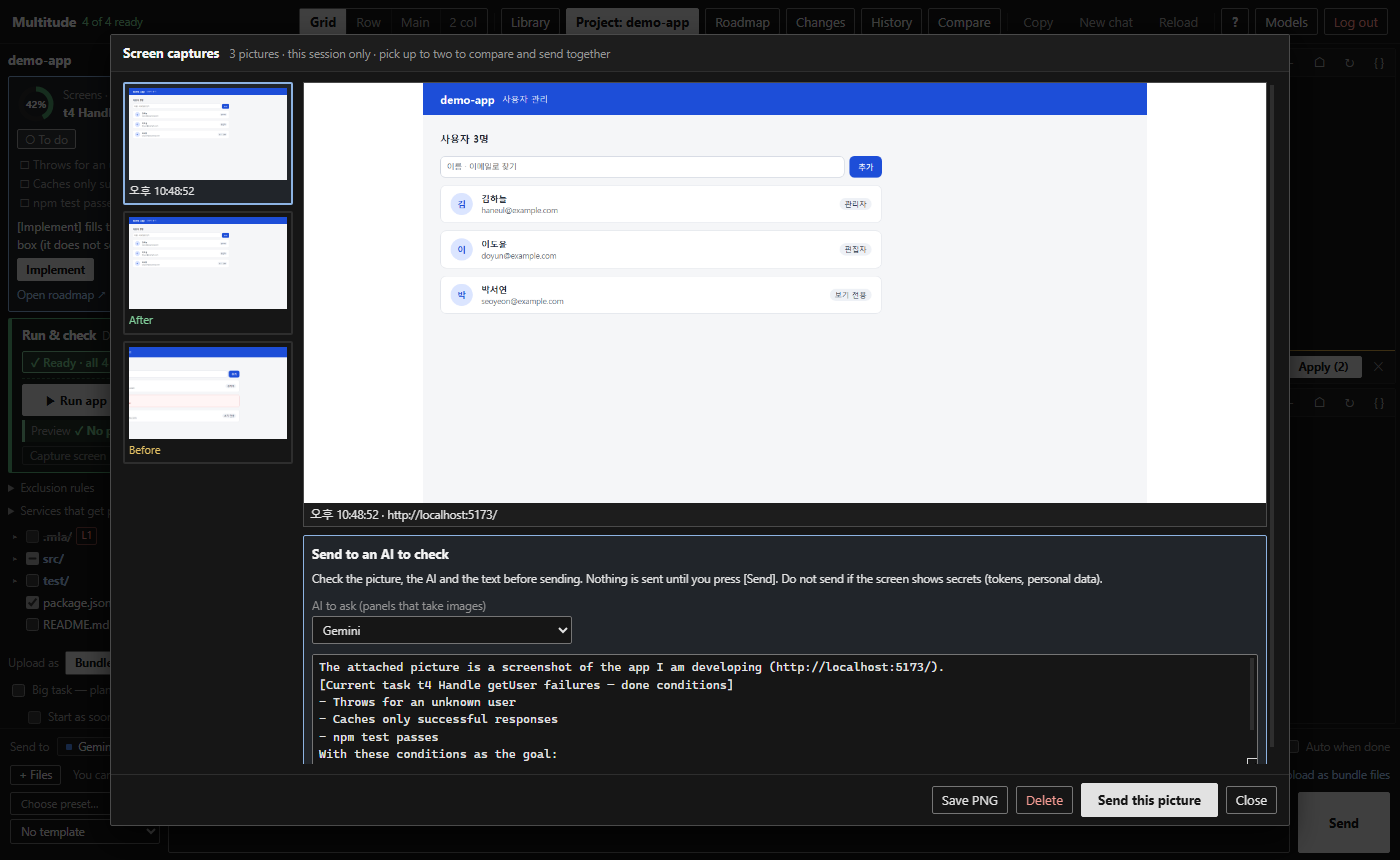 Multitude 4 of 4 ready
Grid Row Main 2 col Library Project: demo-app Roadmap Changes History Compare Copy New chat Reload ? Models Log out
demo-app
42% Screens ·
t4 Handl
To do
Throws for an
Caches only su
npm test passe
[Implement] fills t
box (it does not s
Implement
Open roadmap ↗
Run & check
✓ Ready · all 4
▶ Run app
Preview ✓ No p
Capture screen
Exclusion rules
Services that get
.mla/ L1
src/
test/
package.json
README.md
Upload as Bundle
Big task — plan
Start as soon
Send to Gemin
+ Files You can
Choose preset...
No template
Screen captures 3 pictures · this session only · pick up to two to compare and send together
오후 10:48:52
After
Before
demo-app 사용자 관리
사용자 3명
이름 · 이메일로 찾기 추가
김 김하늘 관리자
haneul@example.com
이 이도윤 편집자
doyun@example.com
박 박서연 보기 전용
seoyeon@example.com
오후 10:48:52 · http://localhost:5173/
Send to an AI to check
Check the picture, the AI and the text before sending. Nothing is sent until you press [Send]. Do not send if the screen shows secrets (tokens, personal data).
AI to ask (panels that take images)
Gemini
The attached picture is a screenshot of the app I am developing (http://localhost:5173/).
[Current task t4 Handle getUser failures — done conditions]
- Throws for an unknown user
- Caches only successful responses
- npm test passes
With these conditions as the goal:
Save PNG Delete Send this picture Close
Apply (2)
Auto when done
load as bundle files
Send